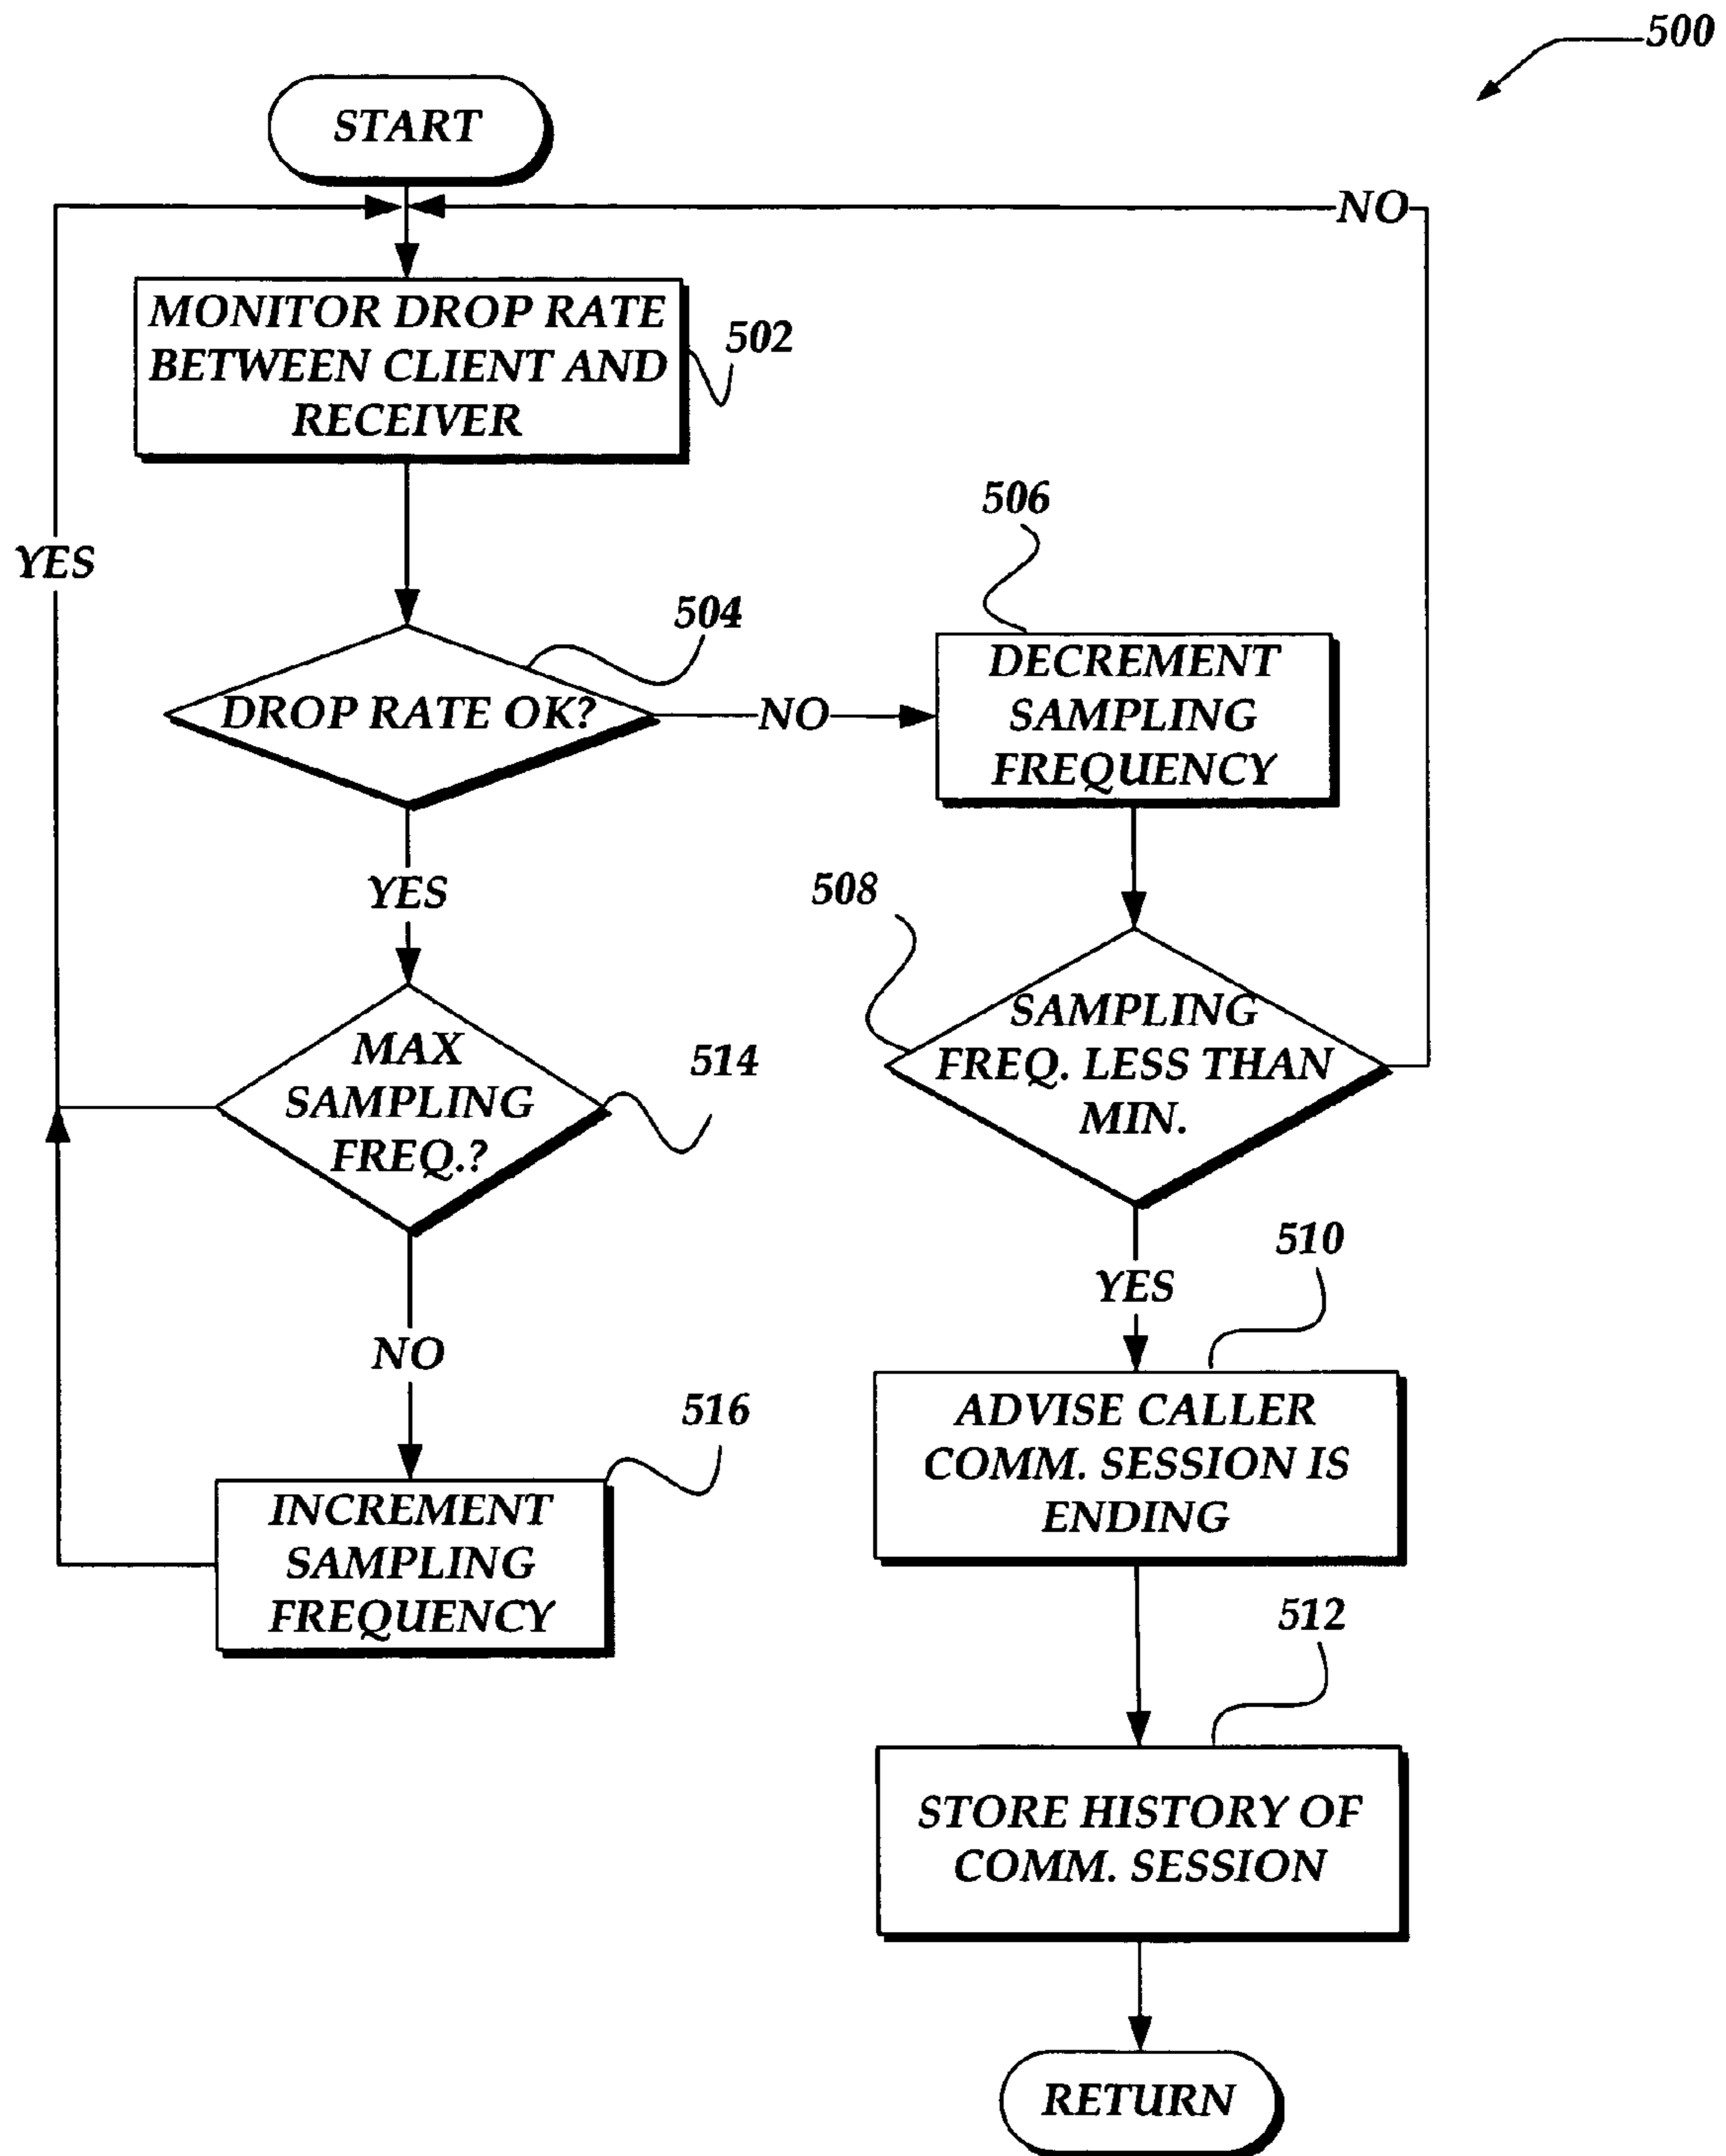 500
START
NO
MONITOR DROP RATE
BETWEEN CLIENT AND
RECEIVER
502
YES
506
504
DROP RATE OK?
NO
DECREMENT
SAMPLING
FREQUENCY
YES
508
MAX
SAMPLING
FREQ.?
514
SAMPLING
FREQ. LESS THAN
MIN.
510
YES
NO
516
ADVISE CALLER
COMM. SESSION IS
ENDING
INCREMENT
SAMPLING
FREQUENCY
512
STORE HISTORY OF
COMM. SESSION
RETURN